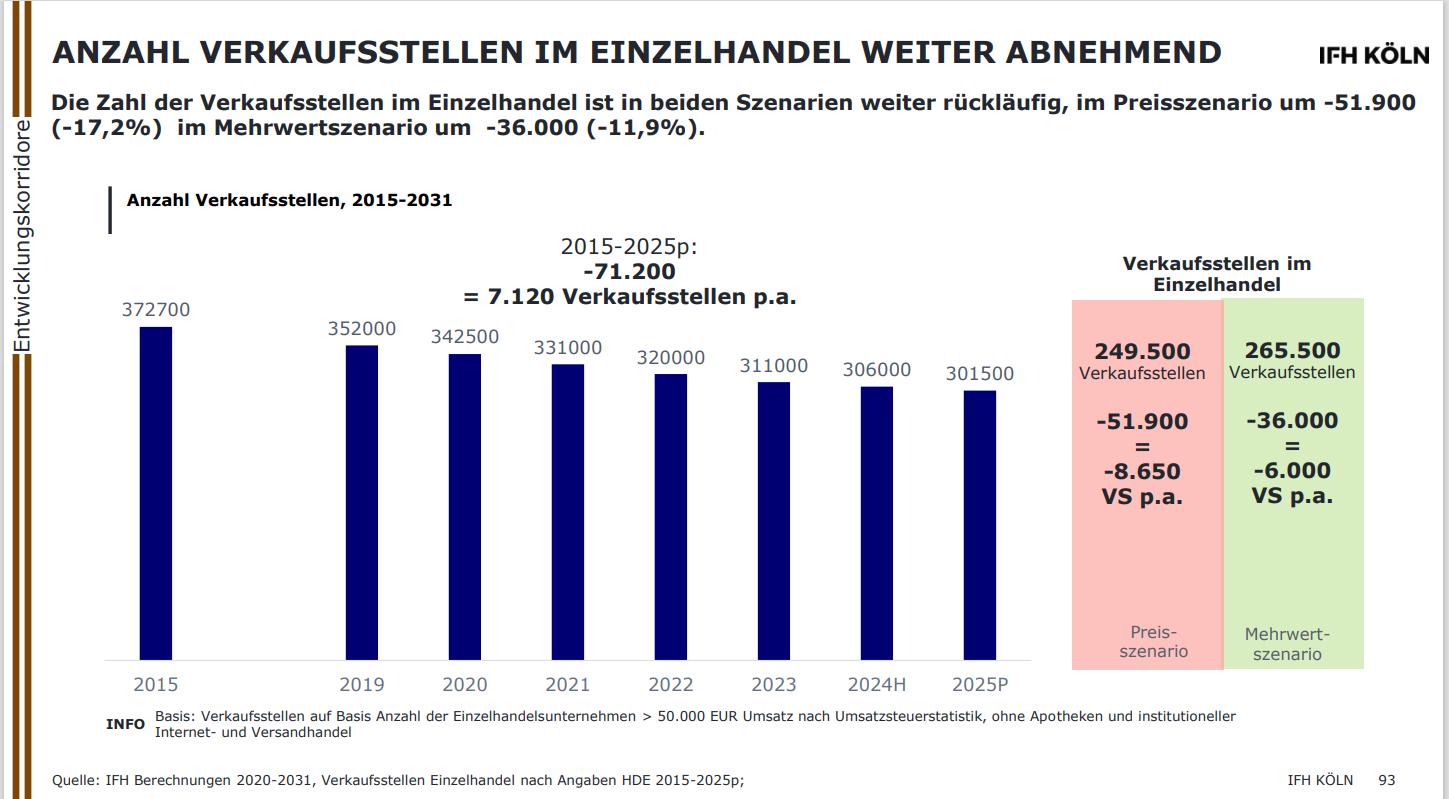 ANZAHL VERKAUFSSTELLEN IM EINZELHANDEL WEITER ABNEHMEND
IFH KÖLN
Die Zahl der Verkaufsstellen im Einzelhandel ist in beiden Szenarien weiter rückläufig, im Preisszenario um -51.900
(-17,2%)  im Mehrwertszenario um  -36.000 (-11,9%).
Entwicklungskorridore
Anzahl Verkaufsstellen, 2015-2031
2015-2025p:
-71.200
= 7.120 Verkaufsstellen p.a.
372700
352000
342500
331000
320000
311000
306000
301500
2015
2019
2020
2021
2022
2023
2024H
2025P
Verkaufsstellen im
Einzelhandel
249.500
Verkaufsstellen
-51.900
=
-8.650
VS p.a.
Preis-
szenario
265.500
Verkaufsstellen
-36.000
=
-6.000
VS p.a.
Mehrwert-
szenario
INFO
Basis: Verkaufsstellen auf Basis Anzahl der Einzelhandelsunternehmen > 50.000 EUR Umsatz nach Umsatzsteuerstatistik, ohne Apotheken und institutioneller
Internet- und Versandhandel
Quelle: IFH Berechnungen 2020-2031, Verkaufsstellen Einzelhandel nach Angaben HDE 2015-2025p;
IFH KÖLN 93